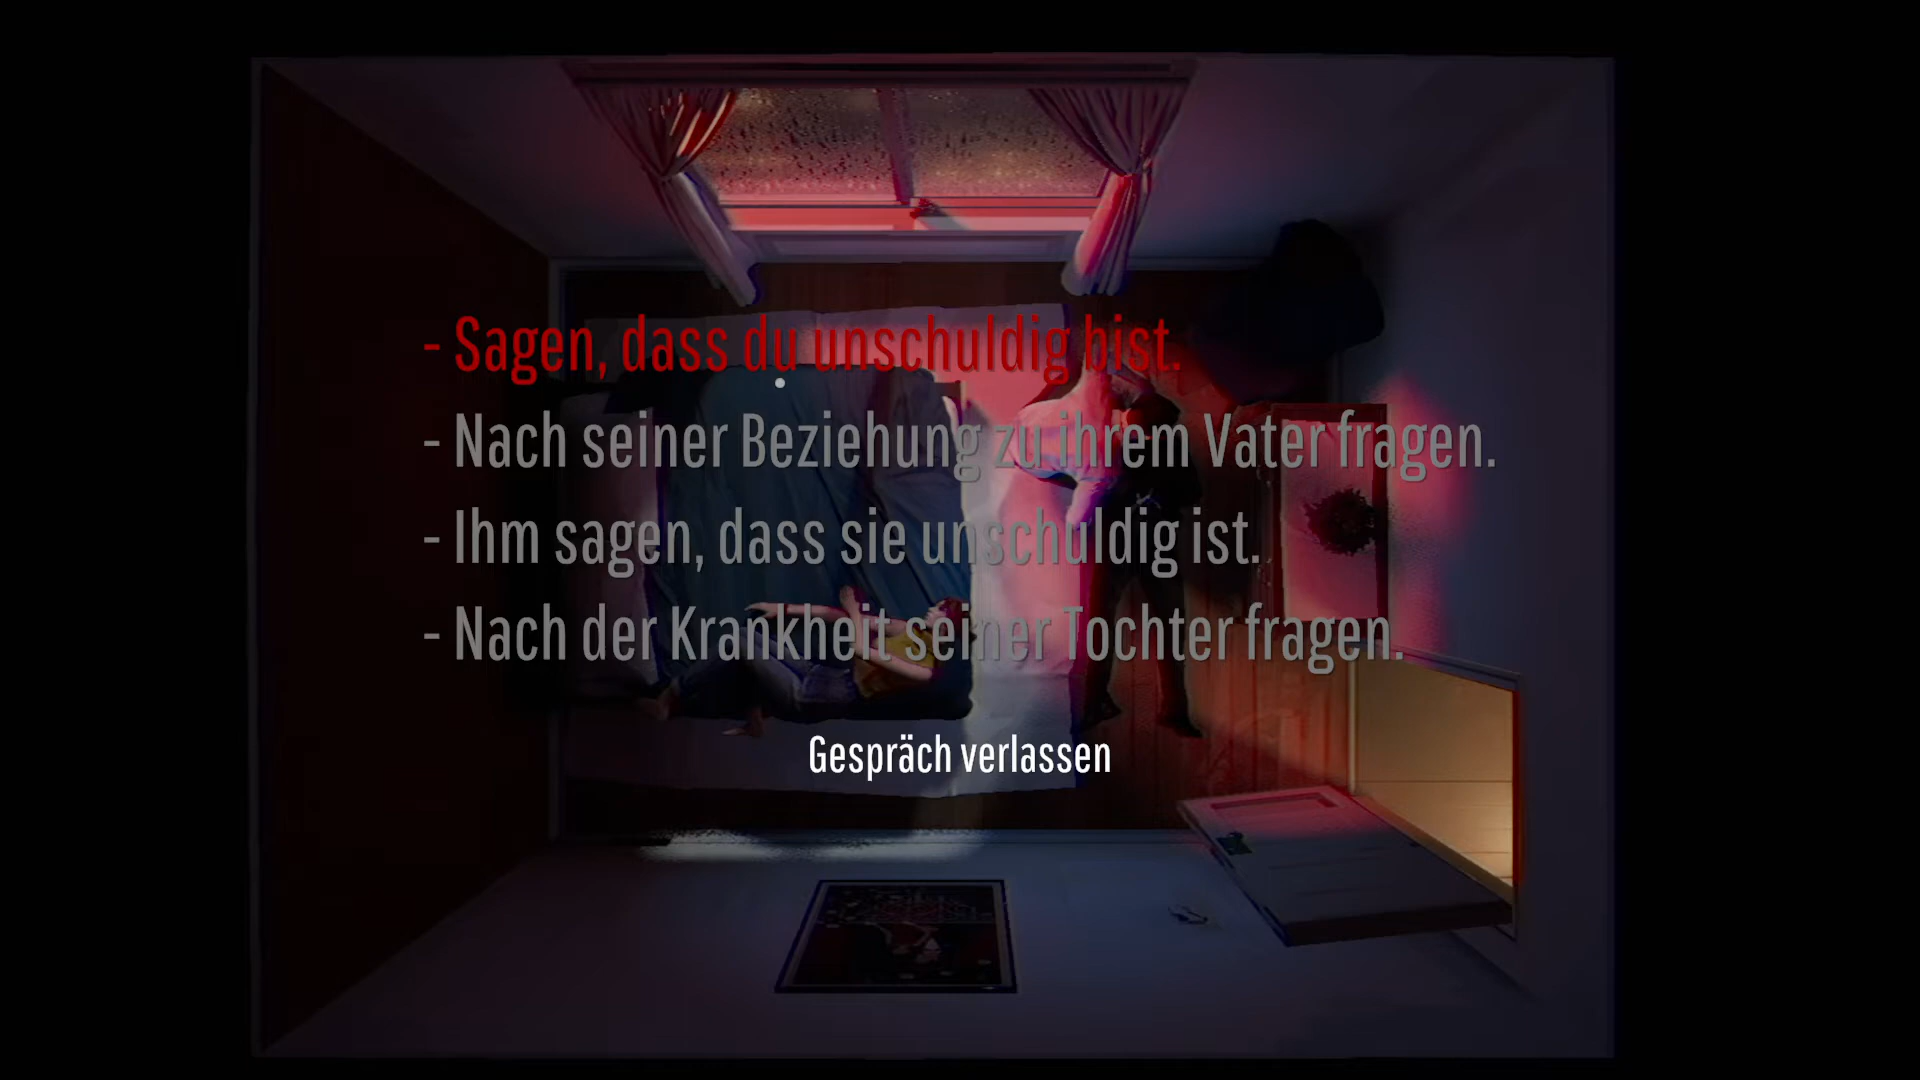 - Sagen, dass du unschuldig bist.
- Nach seiner Beziehung zu ihrem Vater fragen.
- Ihm sagen, dass sie unschuldig ist.
- Nach der Krankheit seiner Tochter fragen.
Gespräch verlassen